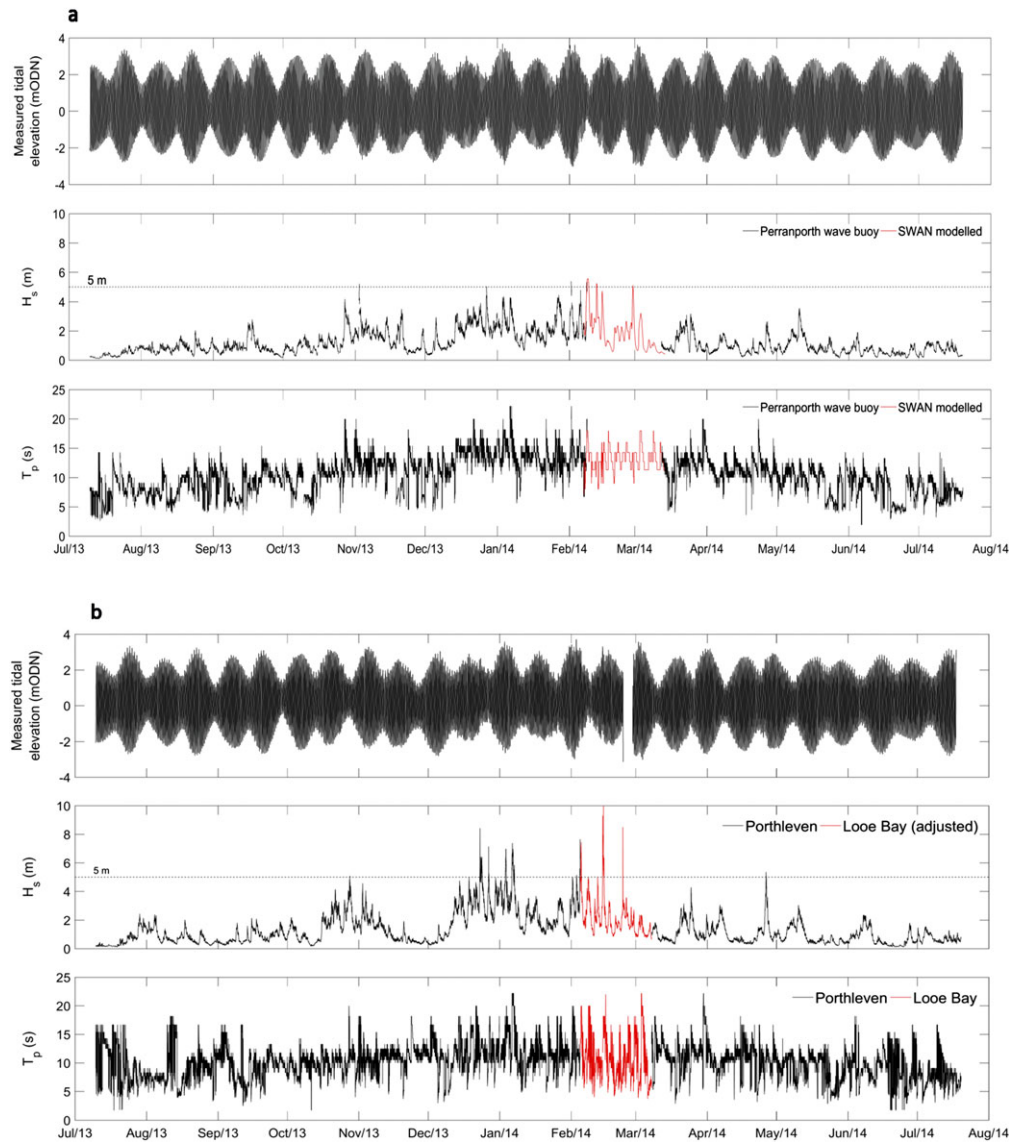 a
Measured tidal
elevation (mODN)
4
2
0
-2
-4
Hs (m)
10
8
6
4
2
0
5 m
Perranporth wave buoy
SWAN modelled
Tp (s)
25
20
15
10
5
0
Perranporth wave buoy
SWAN modelled
Jul/13 Aug/13 Sep/13 Oct/13 Nov/13 Dec/13 Jan/14 Feb/14 Mar/14 Apr/14 May/14 Jun/14 Jul/14 Aug/14
b
Measured tidal
elevation (mODN)
4
2
0
-2
-4
Hs (m)
10
8
6
4
2
0
5 m
Porthleven
Looe Bay (adjusted)
Tp (s)
25
20
15
10
5
0
Porthleven
Looe Bay
Jul/13 Aug/13 Sep/13 Oct/13 Nov/13 Dec/13 Jan/14 Feb/14 Mar/14 Apr/14 May/14 Jun/14 Jul/14 Aug/14